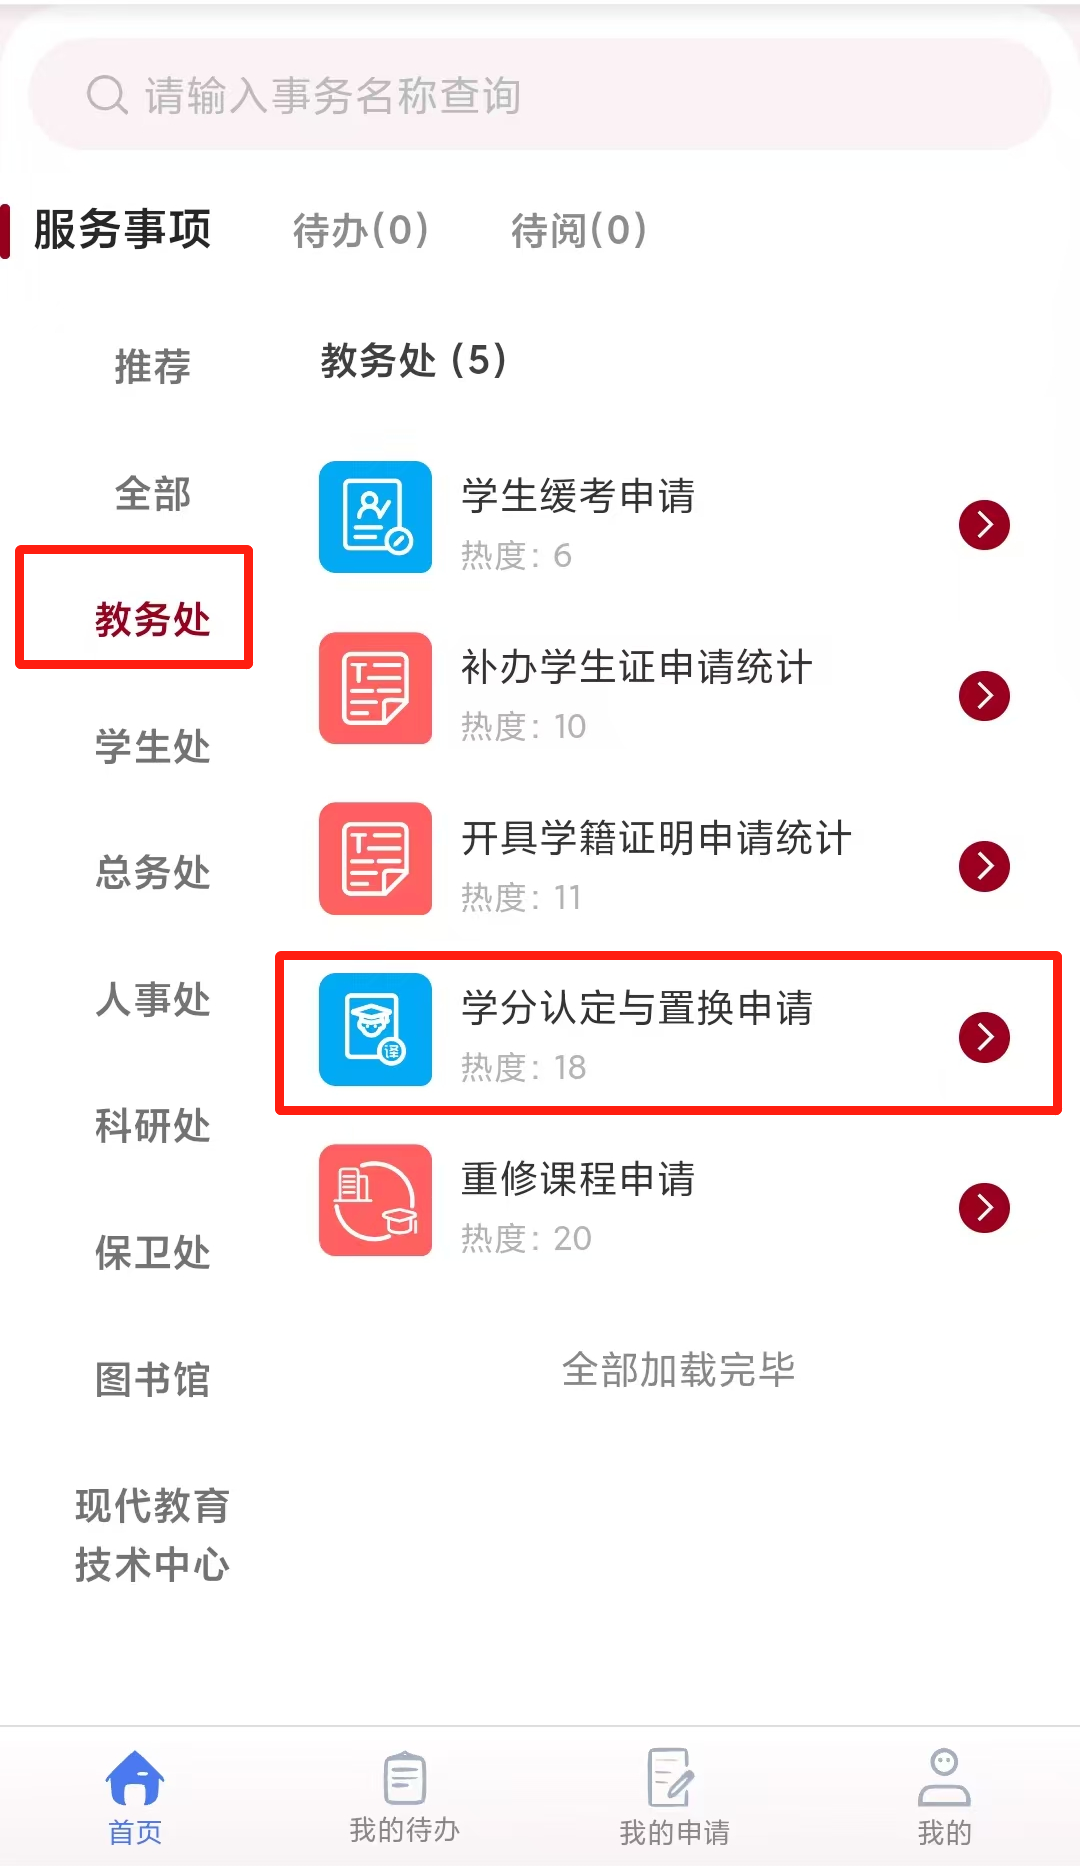 请输入事务名称查询
服务事项 待办(0) 待阅(0)
推荐
全部
教务处
学生处
总务处
人事处
科研处
保卫处
图书馆
现代教育
技术中心
教务处 (5)
学生缓考申请
热度: 6
补办学生证申请统计
热度: 10
开具学籍证明申请统计
热度: 11
译
学分认定与置换申请
热度: 18
重修课程申请
热度: 20
全部加载完毕
首页 我的待办 我的申请 我的